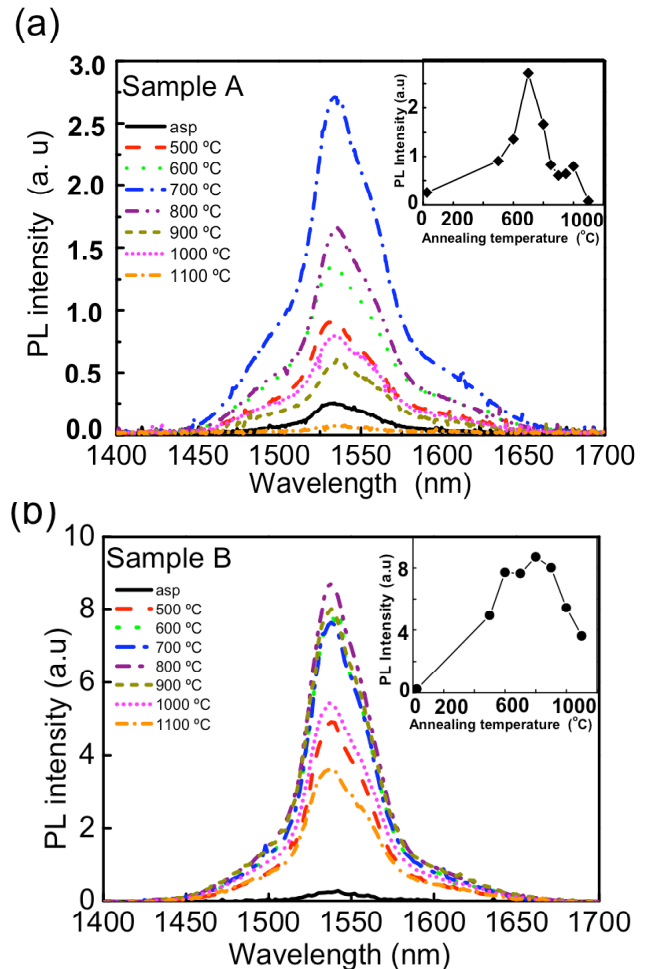 (a)
Sample A
asp
500 ºC
600 ºC
700 ºC
800 ºC
900 ºC
1000 ºC
1100 ºC
PL intensity (a. u)
3.0
2.5
2.0
1.5
1.0
0.5
0.0
1400 1450 1500 1550 1600 1650 1700
Wavelength (nm)
PL Intensity (a.u)
2
1
0
0 200 600 1000
Annealing temperature (°C)
(b)
Sample B
asp
500 ºC
600 ºC
700 ºC
800 ºC
900 ºC
1000 ºC
1100 ºC
PL intensity (a.u)
10
8
6
4
2
0
1400 1450 1500 1550 1600 1650 1700
Wavelength (nm)
PL Intensity (a.u)
8
4
0
0 200 600 1000
Annealing temperature (°C)